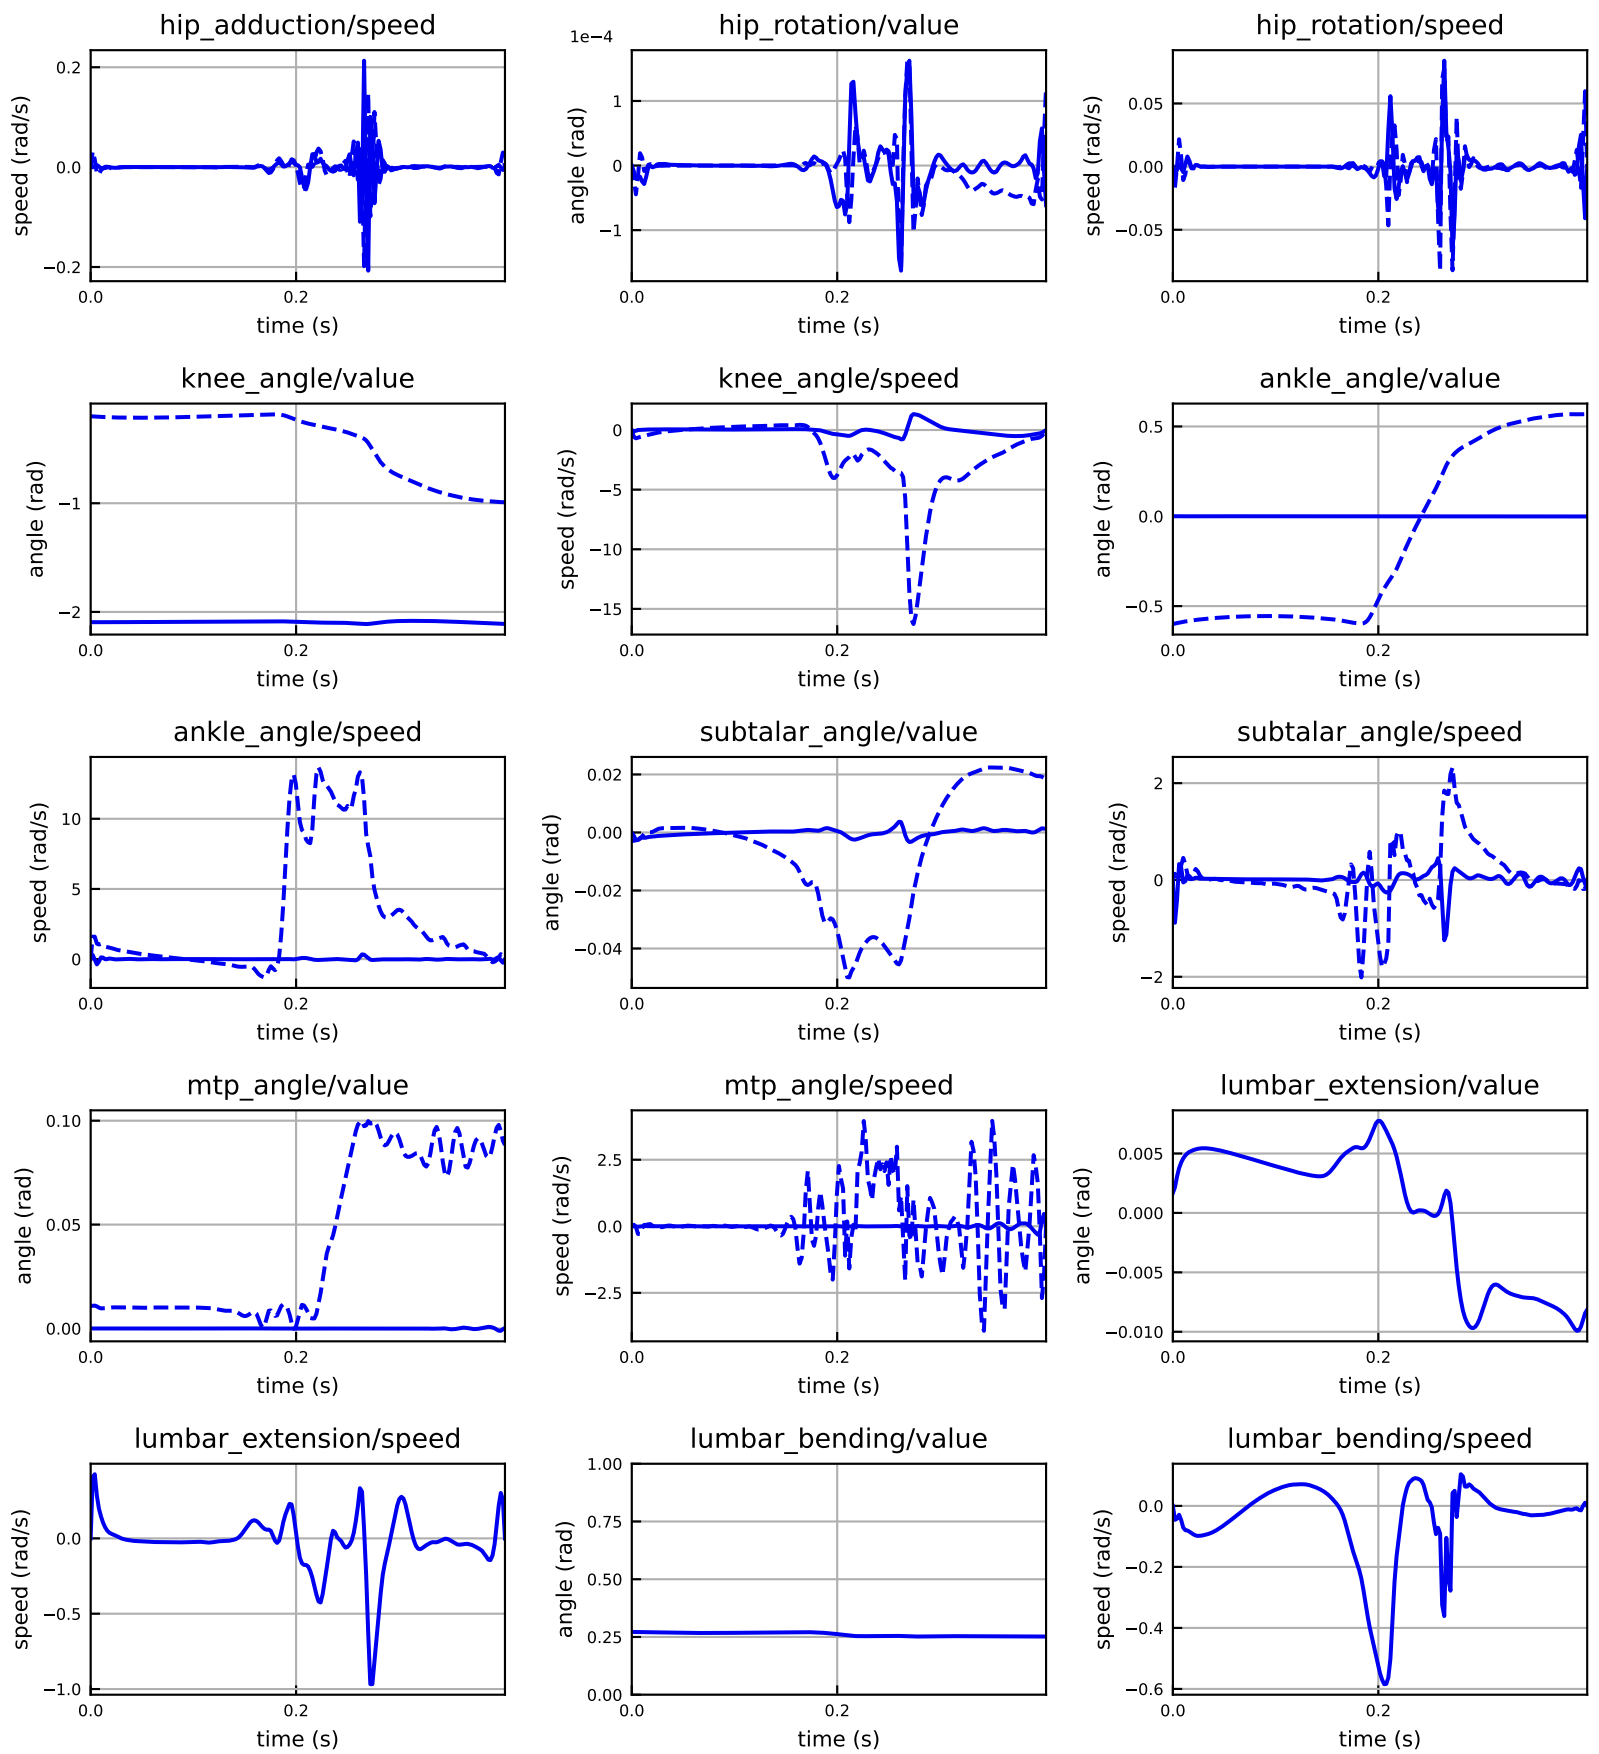 hip_adduction/speed
speed (rad/s)
0.2
0.0
−0.2
0.0
0.2
time (s)
hip_rotation/value
1e−4
angle (rad)
1
0
−1
0.0
0.2
time (s)
hip_rotation/speed
speed (rad/s)
0.05
0.00
−0.05
0.0
0.2
time (s)
knee_angle/value
angle (rad)
−1
−2
0.0
0.2
time (s)
knee_angle/speed
speed (rad/s)
0
−5
−10
−15
0.0
0.2
time (s)
ankle_angle/value
angle (rad)
0.5
0.0
−0.5
0.0
0.2
time (s)
ankle_angle/speed
speed (rad/s)
10
5
0
0.0
0.2
time (s)
subtalar_angle/value
angle (rad)
0.02
0.00
−0.02
−0.04
0.0
0.2
time (s)
subtalar_angle/speed
speed (rad/s)
2
0
−2
0.0
0.2
time (s)
mtp_angle/value
angle (rad)
0.10
0.05
0.00
0.0
0.2
time (s)
mtp_angle/speed
speed (rad/s)
2.5
0.0
−2.5
0.0
0.2
time (s)
lumbar_extension/value
angle (rad)
0.005
0.000
−0.005
−0.010
0.0
0.2
time (s)
lumbar_extension/speed
speed (rad/s)
0.0
−0.5
−1.0
0.0
0.2
time (s)
lumbar_bending/value
angle (rad)
1.00
0.75
0.50
0.25
0.00
0.0
0.2
time (s)
lumbar_bending/speed
speed (rad/s)
0.0
−0.2
−0.4
−0.6
0.0
0.2
time (s)